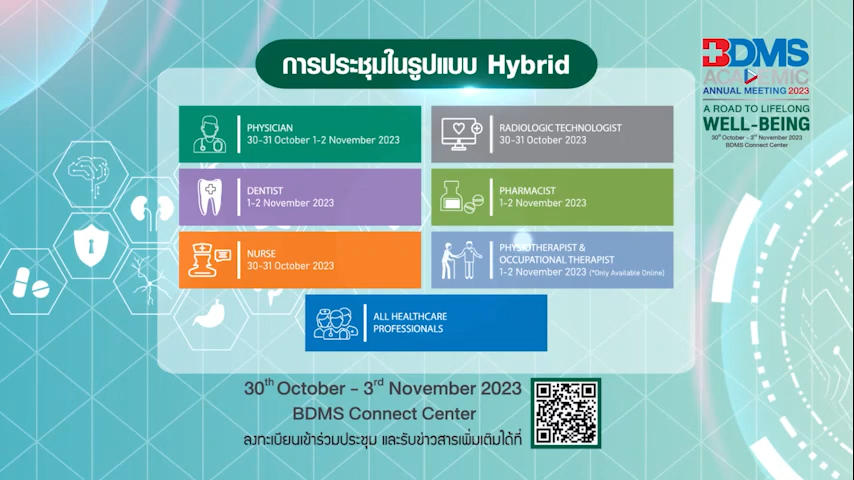 การประชุมในรูปแบบ Hybrid
BDMS
ACADEMIC
ANNUAL MEETING 2023
A ROAD TO LIFELONG
WELL-BEING
30th October - 3rd November 2023
BDMS Connect Center
PHYSICIAN
30-31 October 1-2 November 2023
RADIOLOGIC TECHNOLOGIST
30-31 October 2023
DENTIST
1-2 November 2023
PHARMACIST
1-2 November 2023
NURSE
30-31 October 2023
PHYSIOTHERAPIST &
OCCUPATIONAL THERAPIST
1-2 November 2023 (*Only Available Online)
ALL HEALTHCARE
PROFESSIONALS
30th October - 3rd November 2023
BDMS Connect Center
ลงทะเบียนเข้าร่วมประชุม และรับข่าวสารเพิ่มเติมได้ที่